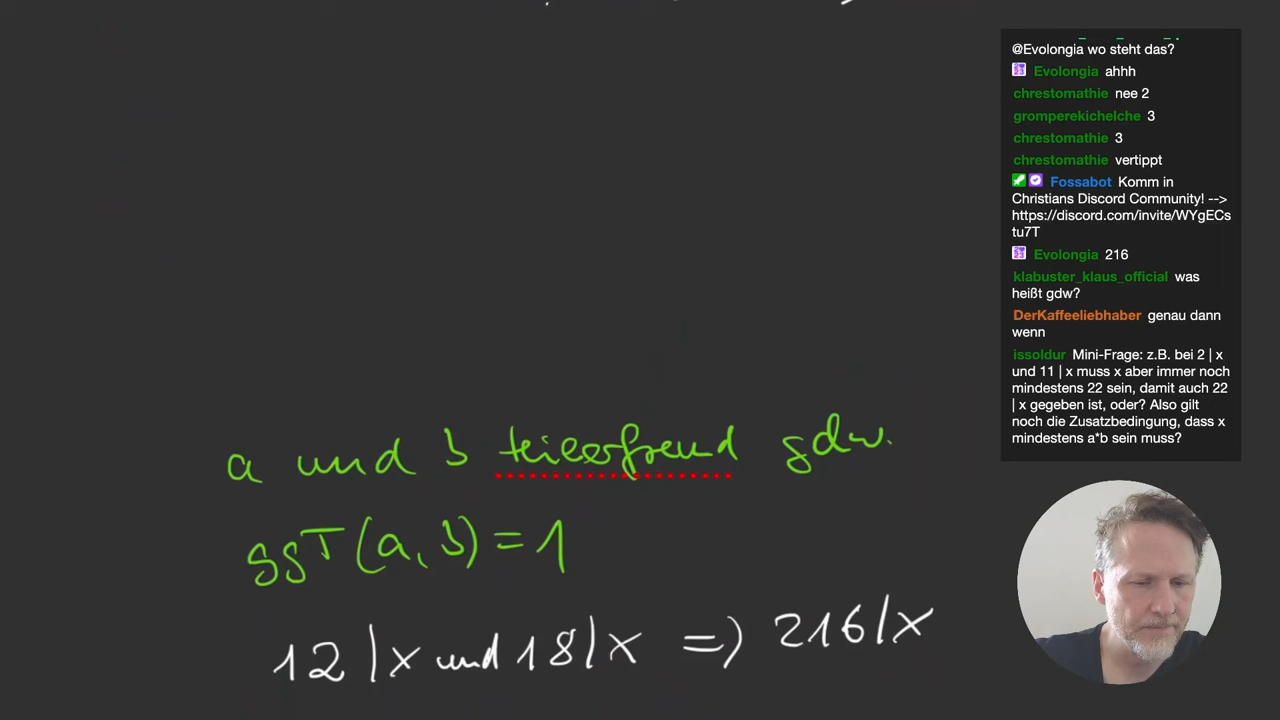 @Evolongia wo steht das?
Evolongia ahhh
chrestomathie nee 2
gromperekichelche 3
chrestomathie 3
chrestomathie vertippt
Fossabot Komm in
Christians Discord Community! -->
https://discord.com/invite/WYgECs
tu7T
Evolongia 216
klabuster_klaus_official was
heißt gdw?
DerKaffeeliebhaber genau dann
wenn
issoldur Mini-Frage: z.B. bei 2 | x
und 11 | x muss x aber immer noch
mindestens 22 sein, damit auch 22
| x gegeben ist, oder? Also gilt
noch die Zusatzbedingung, dass x
mindestens a*b sein muss?
a und b teilerfremd gdw.
ggT(a,b)=1
12|x und 18|x => 216|x